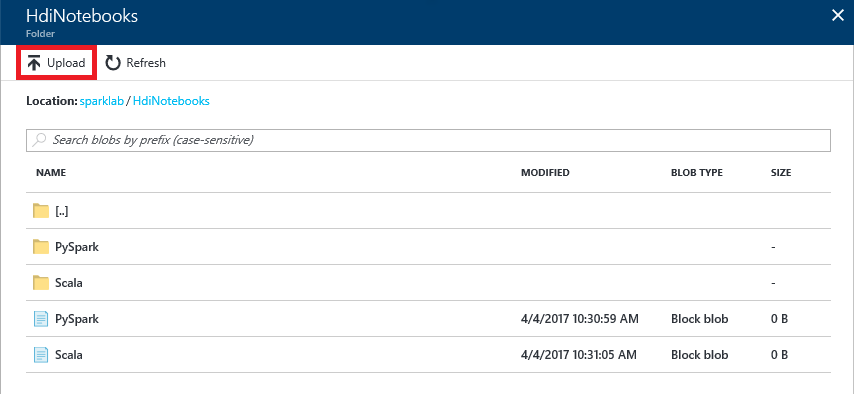 HdiNotebooks
Folder
Upload Refresh
Location: sparklab / HdiNotebooks
Search blobs by prefix (case-sensitive)
NAME MODIFIED BLOB TYPE SIZE
[..]
PySpark -
Scala -
PySpark 4/4/2017 10:30:59 AM Block blob 0 B
Scala 4/4/2017 10:31:05 AM Block blob 0 B